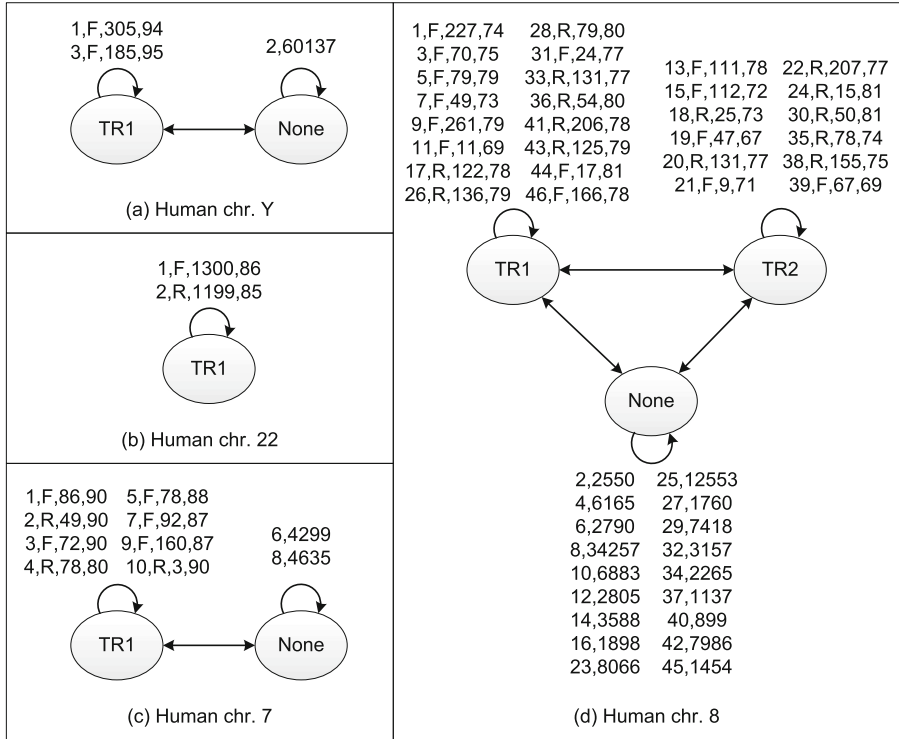 1,F,305,94
3,F,185,95
2,60137
TR1
None
(a) Human chr. Y
1,F,1300,86
2,R,1199,85
TR1
(b) Human chr. 22
1,F,86,90 5,F,78,88
2,R,49,90 7,F,92,87
3,F,72,90 9,F,160,87
4,R,78,80 10,R,3,90
6,4299
8,4635
TR1
None
(c) Human chr. 7
1,F,227,74 28,R,79,80
3,F,70,75 31,F,24,77
5,F,79,79 33,R,131,77
7,F,49,73 36,R,54,80
9,F,261,79 41,R,206,78
11,F,11,69 43,R,125,79
17,R,122,78 44,F,17,81
26,R,136,79 46,F,166,78
13,F,111,78 22,R,207,77
15,F,112,72 24,R,15,81
18,R,25,73 30,R,50,81
19,F,47,67 35,R,78,74
20,R,131,77 38,R,155,75
21,F,9,71 39,F,67,69
TR1
TR2
None
2,2550 25,12553
4,6165 27,1760
6,2790 29,7418
8,34257 32,3157
10,6883 34,2265
12,2805 37,1137
14,3588 40,899
16,1898 42,7986
23,8066 45,1454
(d) Human chr. 8